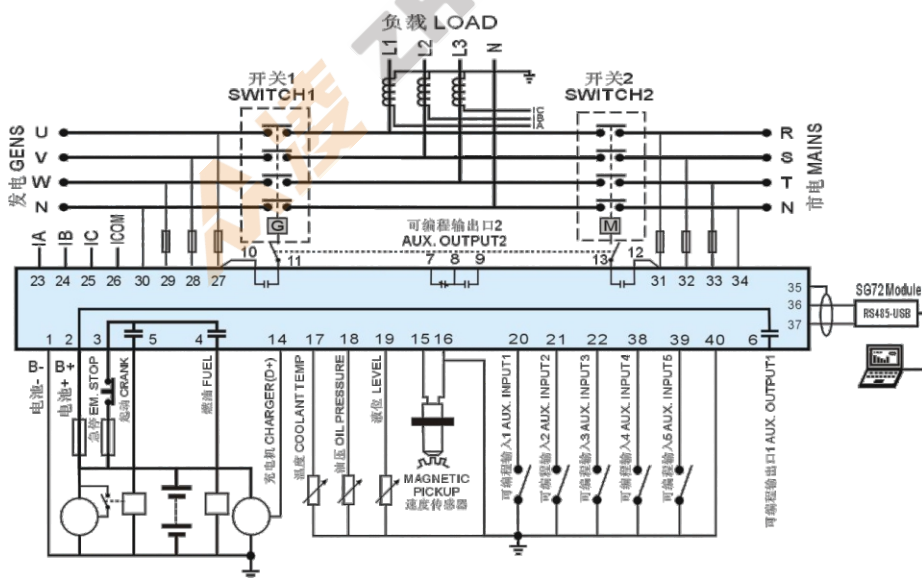 负载 LOAD
L1
L2
L3
N
开关1
SWITCH1
开关2
SWITCH2
C
B
A
发电 GENS
U
V
W
N
R
S
T
N
市电 MAINS
G
M
可编程输出口2
AUX. OUTPUT2
IA
IB
IC
ICOM
10
11
7
8
9
13
12
23
24
25
26
30
29
28
27
31
32
33
34
35
36
37
SG72 Module
RS485-USB
1
2
3
5
4
14
17
18
19
15
16
20
21
22
38
39
40
6
B-
电池-
B+
电池+
急停 EM. STOP
起动 CRANK
燃油 FUEL
充电机 CHARGER(D+)
温度 COOLANT TEMP
油压 OIL PRESSURE
液位 LEVEL
MAGNETIC
PICKUP
速度传感器
可编程输入1 AUX. INPUT1
可编程输入2 AUX. INPUT2
可编程输入3 AUX. INPUT3
可编程输入4 AUX. INPUT4
可编程输入5 AUX. INPUT5
可编程输出口1 AUX. OUTPUT1